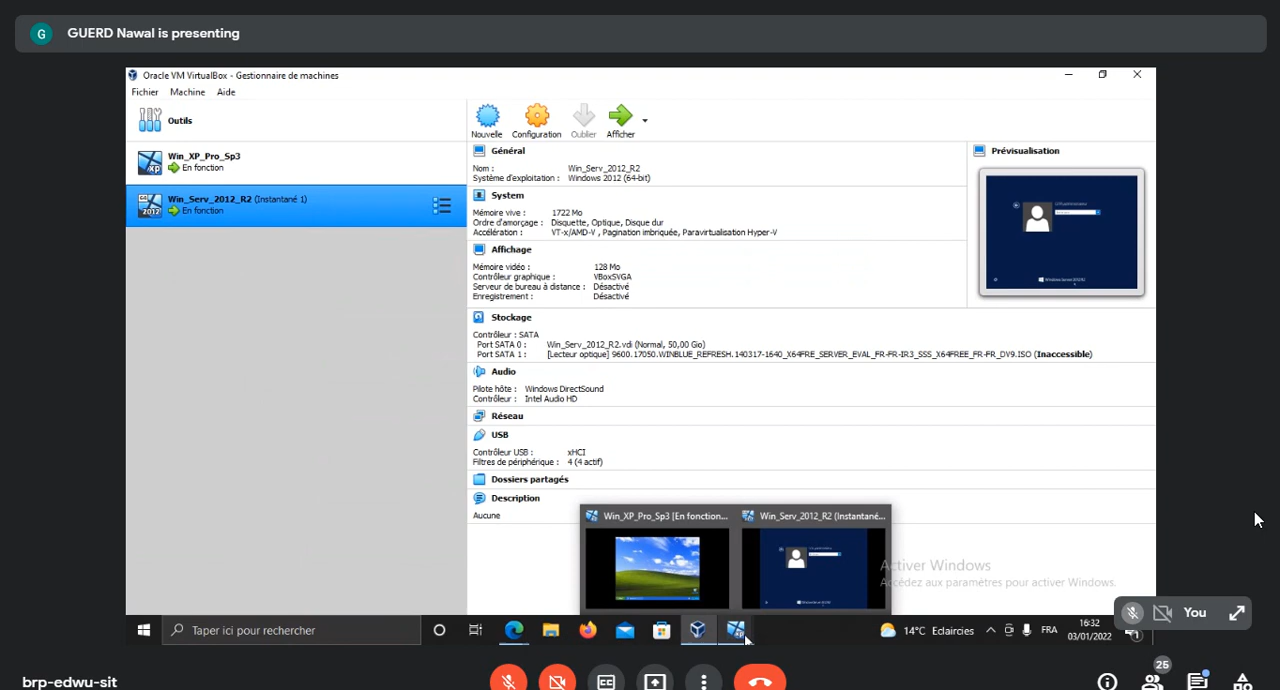 G GUERD Nawal is presenting
Oracle VM VirtualBox - Gestionnaire de machines
Fichier Machine Aide
Outils
Nouvelle Configuration Oublier Afficher
Win_XP_Pro_Sp3
En fonction
Win_Serv_2012_R2 (Instantané 1)
En fonction
Général
Nom : Win_Serv_2012_R2
Système d'exploitation : Windows 2012 (64-bit)
System
Mémoire vive : 1722 Mo
Ordre d'amorçage : Disquette, Optique, Disque dur
Accélération : VT-x/AMD-V , Pagination imbriquée, Paravirtualisation Hyper-V
Affichage
Mémoire vidéo : 128 Mo
Contrôleur graphique : VBoxSVGA
Serveur de bureau à distance : Désactivé
Enregistrement : Désactivé
Prévisualisation
Stockage
Contrôleur : SATA
Port SATA 0 : Win_Serv_2012_R2.vdi (Normal, 50,00 Gio)
Port SATA 1 : [Lecteur optique] 9600.17050.WINBLUE_REFRESH.140317-1640_X64FRE_SERVER_EVAL_FR-FR-IR3_SSS_X64FREE_FR-FR_DV9.ISO (Inaccessible)
Audio
Pilote hôte : Windows DirectSound
Contrôleur : Intel Audio HD
Réseau
USB
Contrôleur USB : xHCI
Filtres de périphérique : 4 (4 actif)
Dossiers partagés
Description
Aucune
Win_XP_Pro_Sp3 [En fonction... Win_Serv_2012_R2 (Instantané...
Activer Windows
Accédez aux paramètres pour activer Windows.
You
Taper ici pour rechercher
14°C Eclaircies
FRA
16:32
03/01/2022
brp-edwu-sit
25